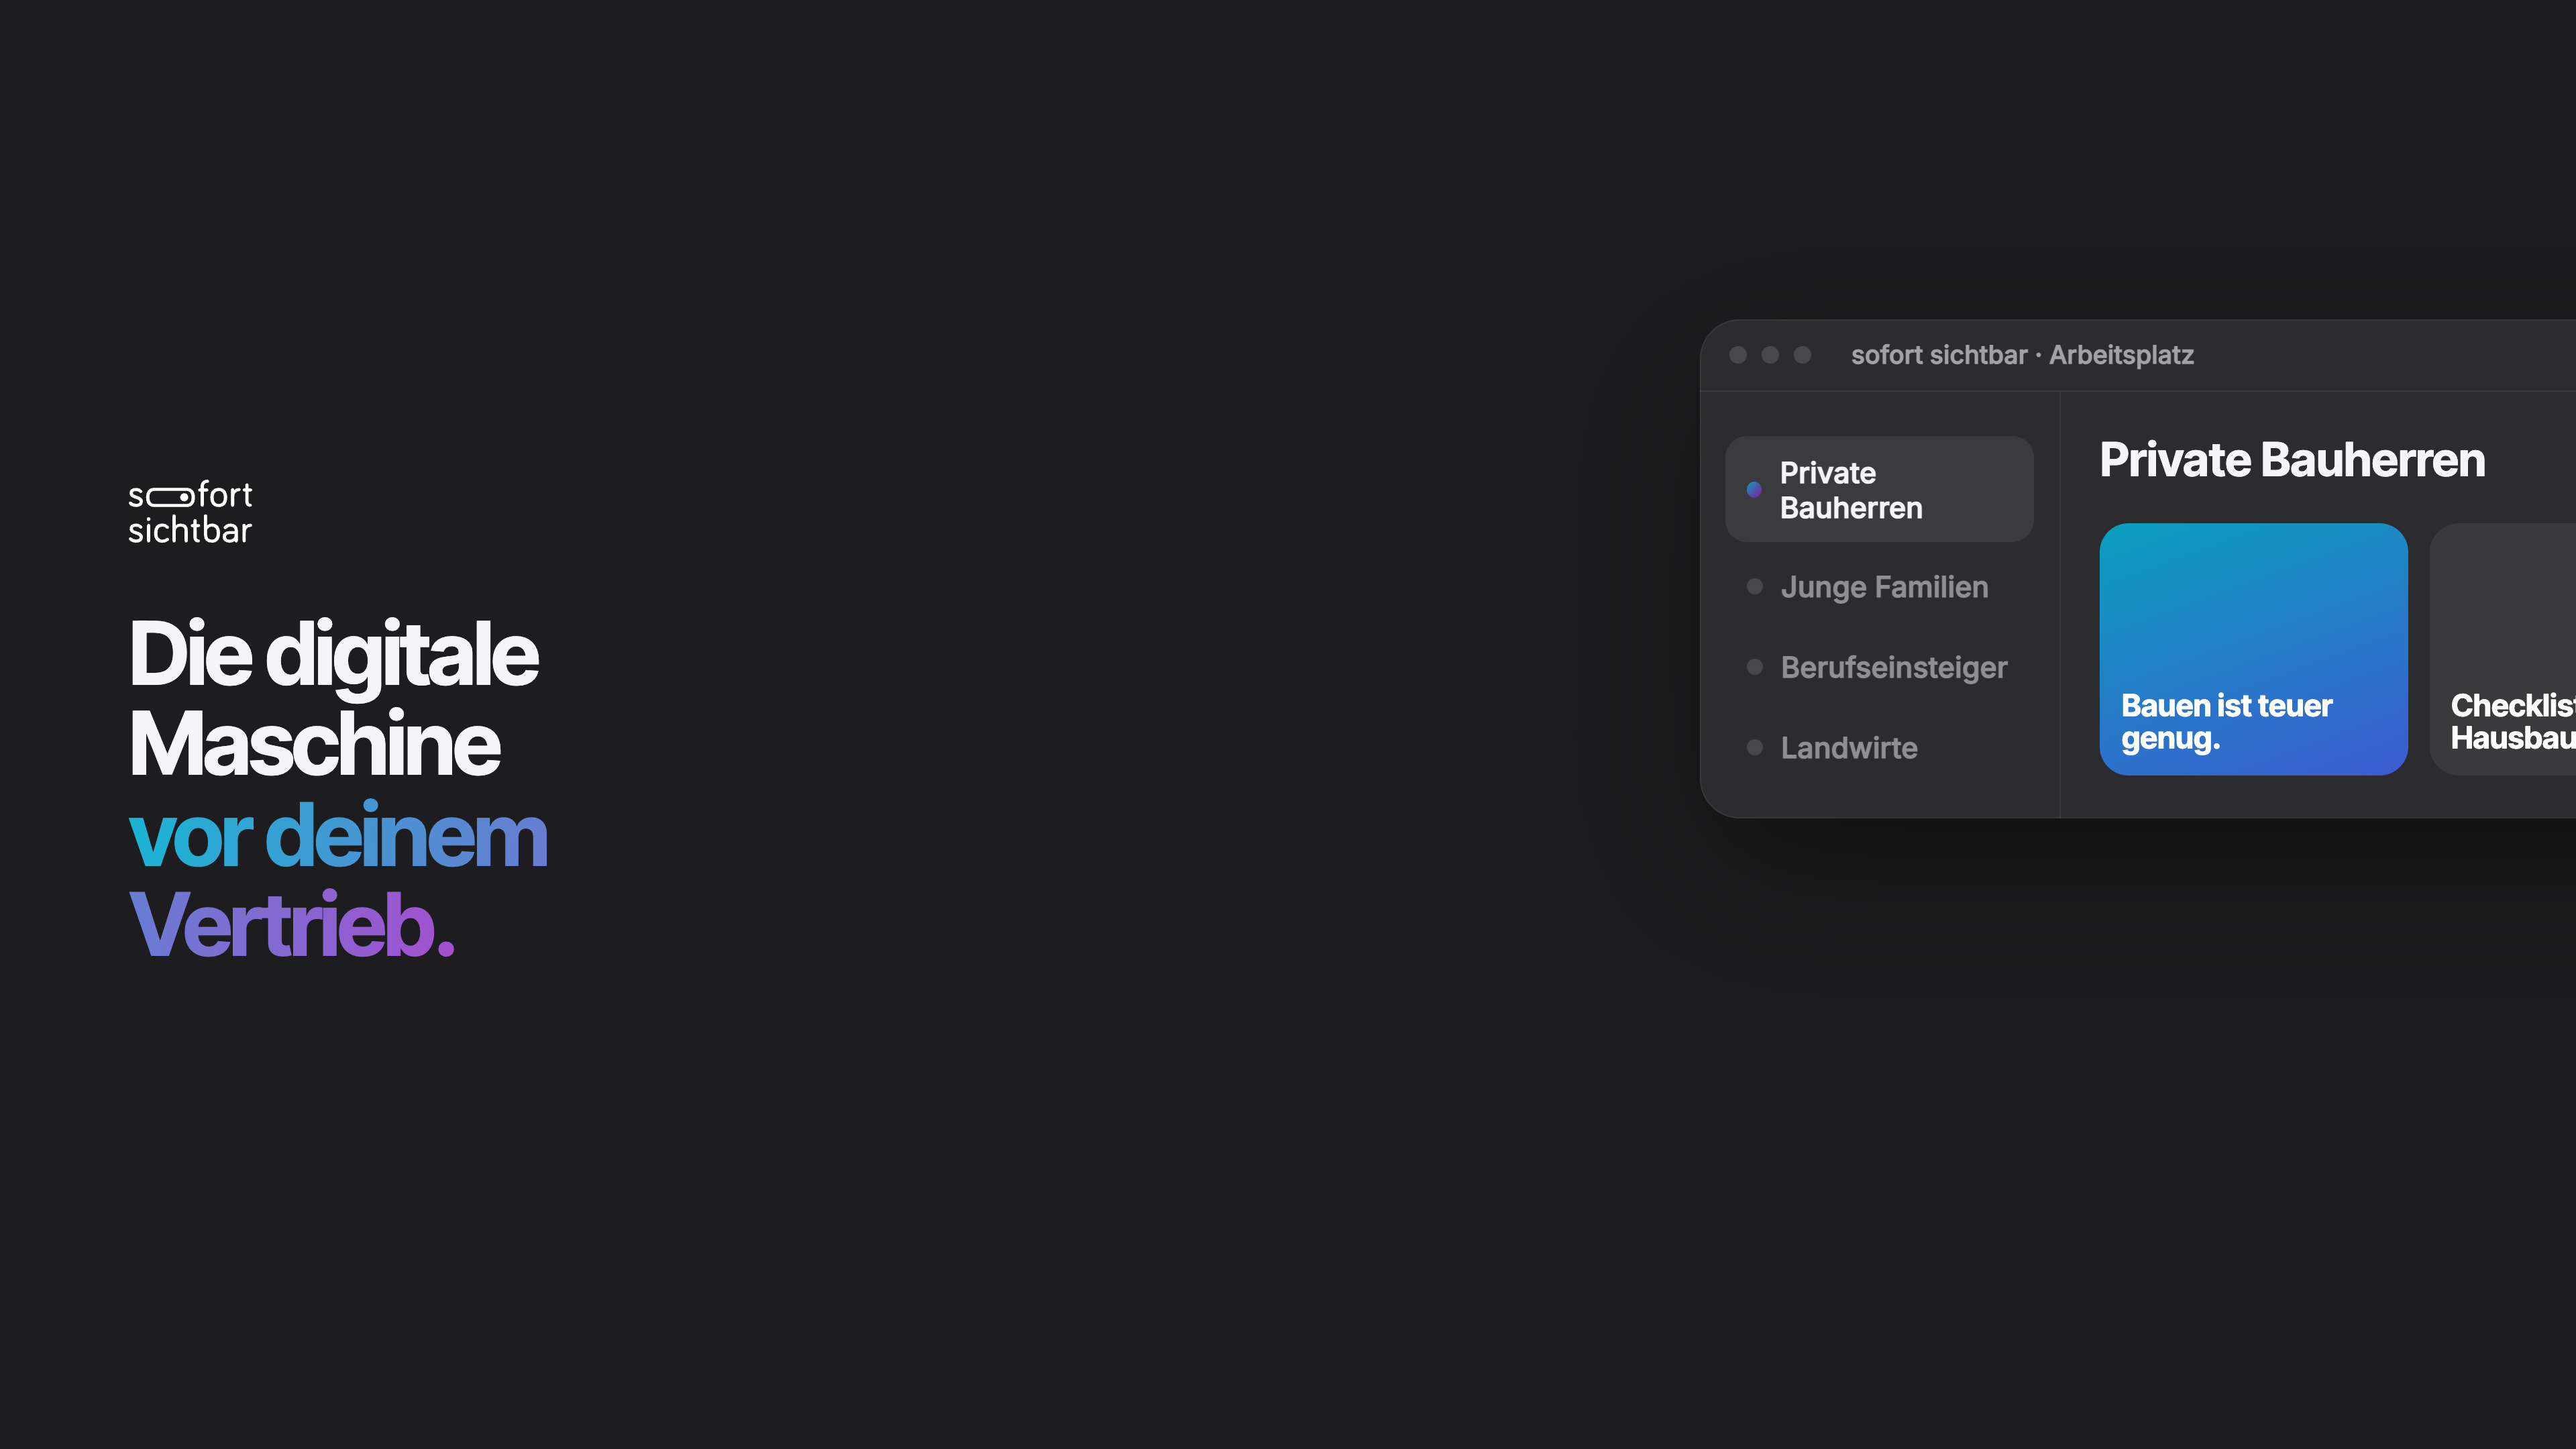 sofort
sichtbar
Die digitale
Maschine
vor deinem
Vertrieb.
sofort sichtbar · Arbeitsplatz
Private
Bauherren
Junge Familien
Berufseinsteiger
Landwirte
Private Bauherren
Bauen ist teuer
genug.